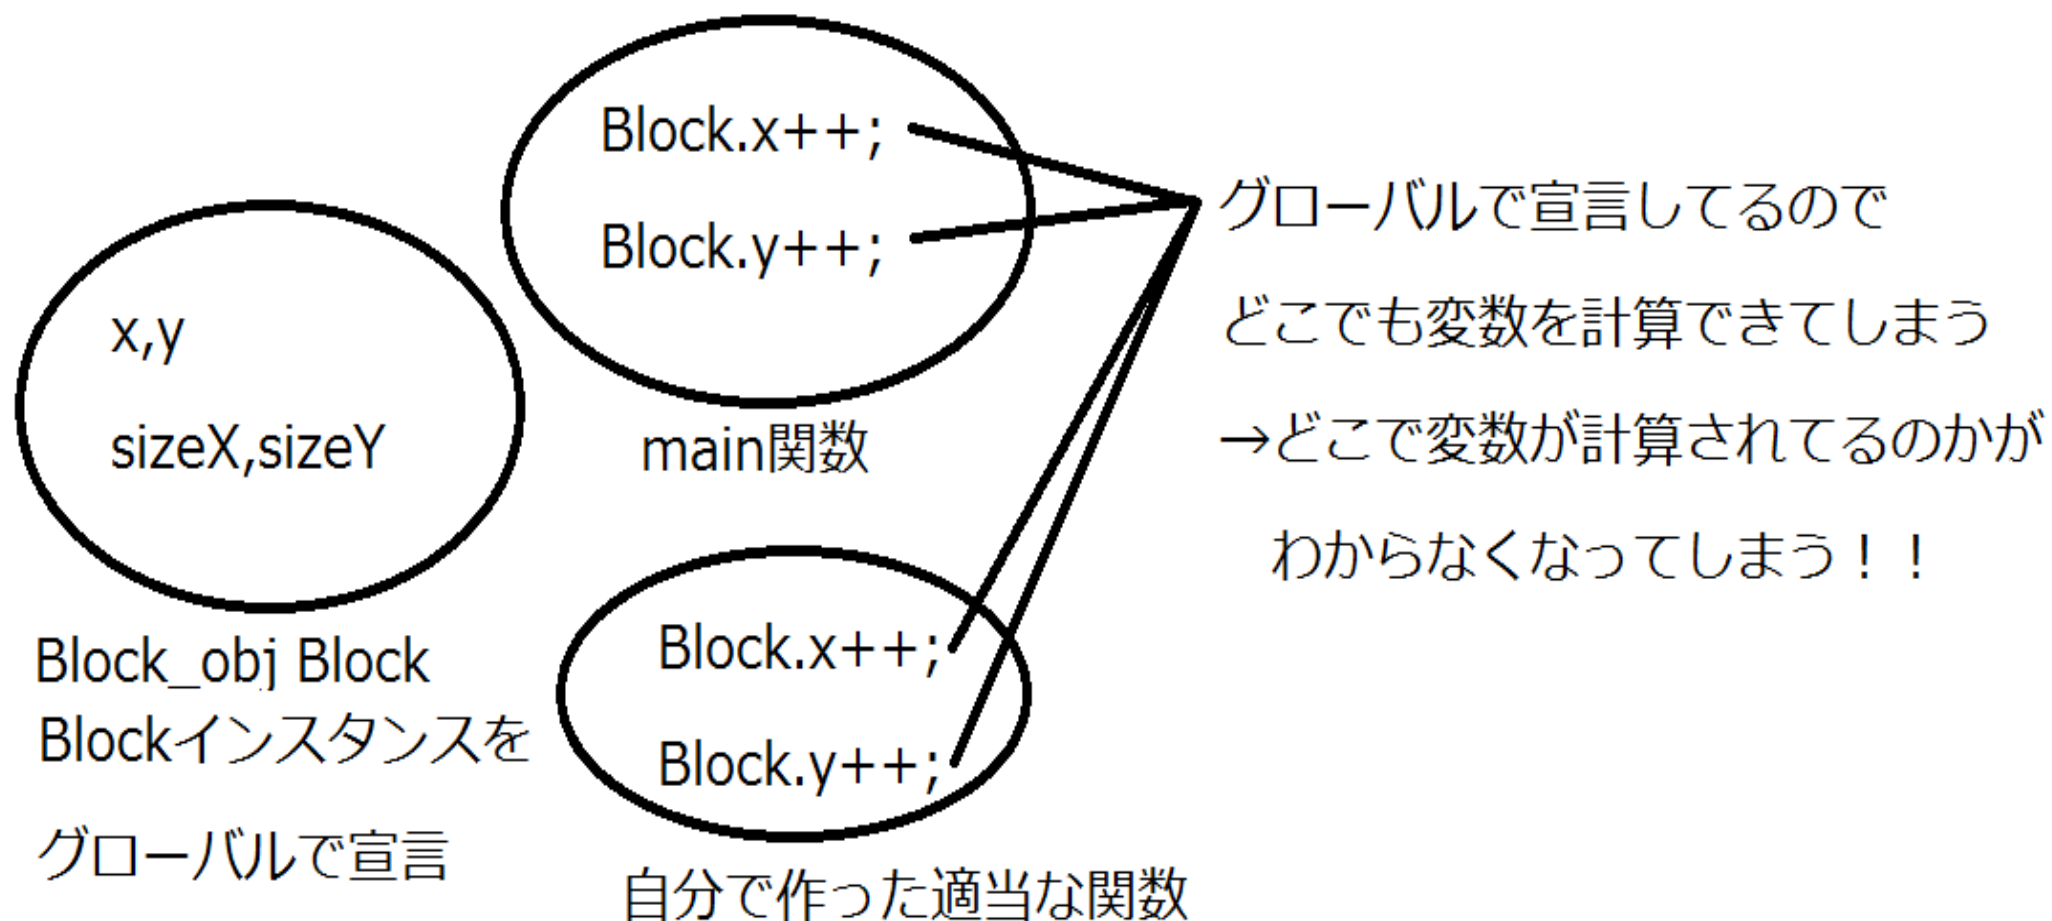 x,y
sizeX,sizeY
Block_obj Block
Blockインスタンスを
グローバルで宣言
Block.x++;
Block.y++;
main関数
Block.x++;
Block.y++;
自分で作った適当な関数
グローバルで宣言してるので
どこでも変数を計算できてしまう
→どこで変数が計算されてるのかが
わからなくなってしまう！！